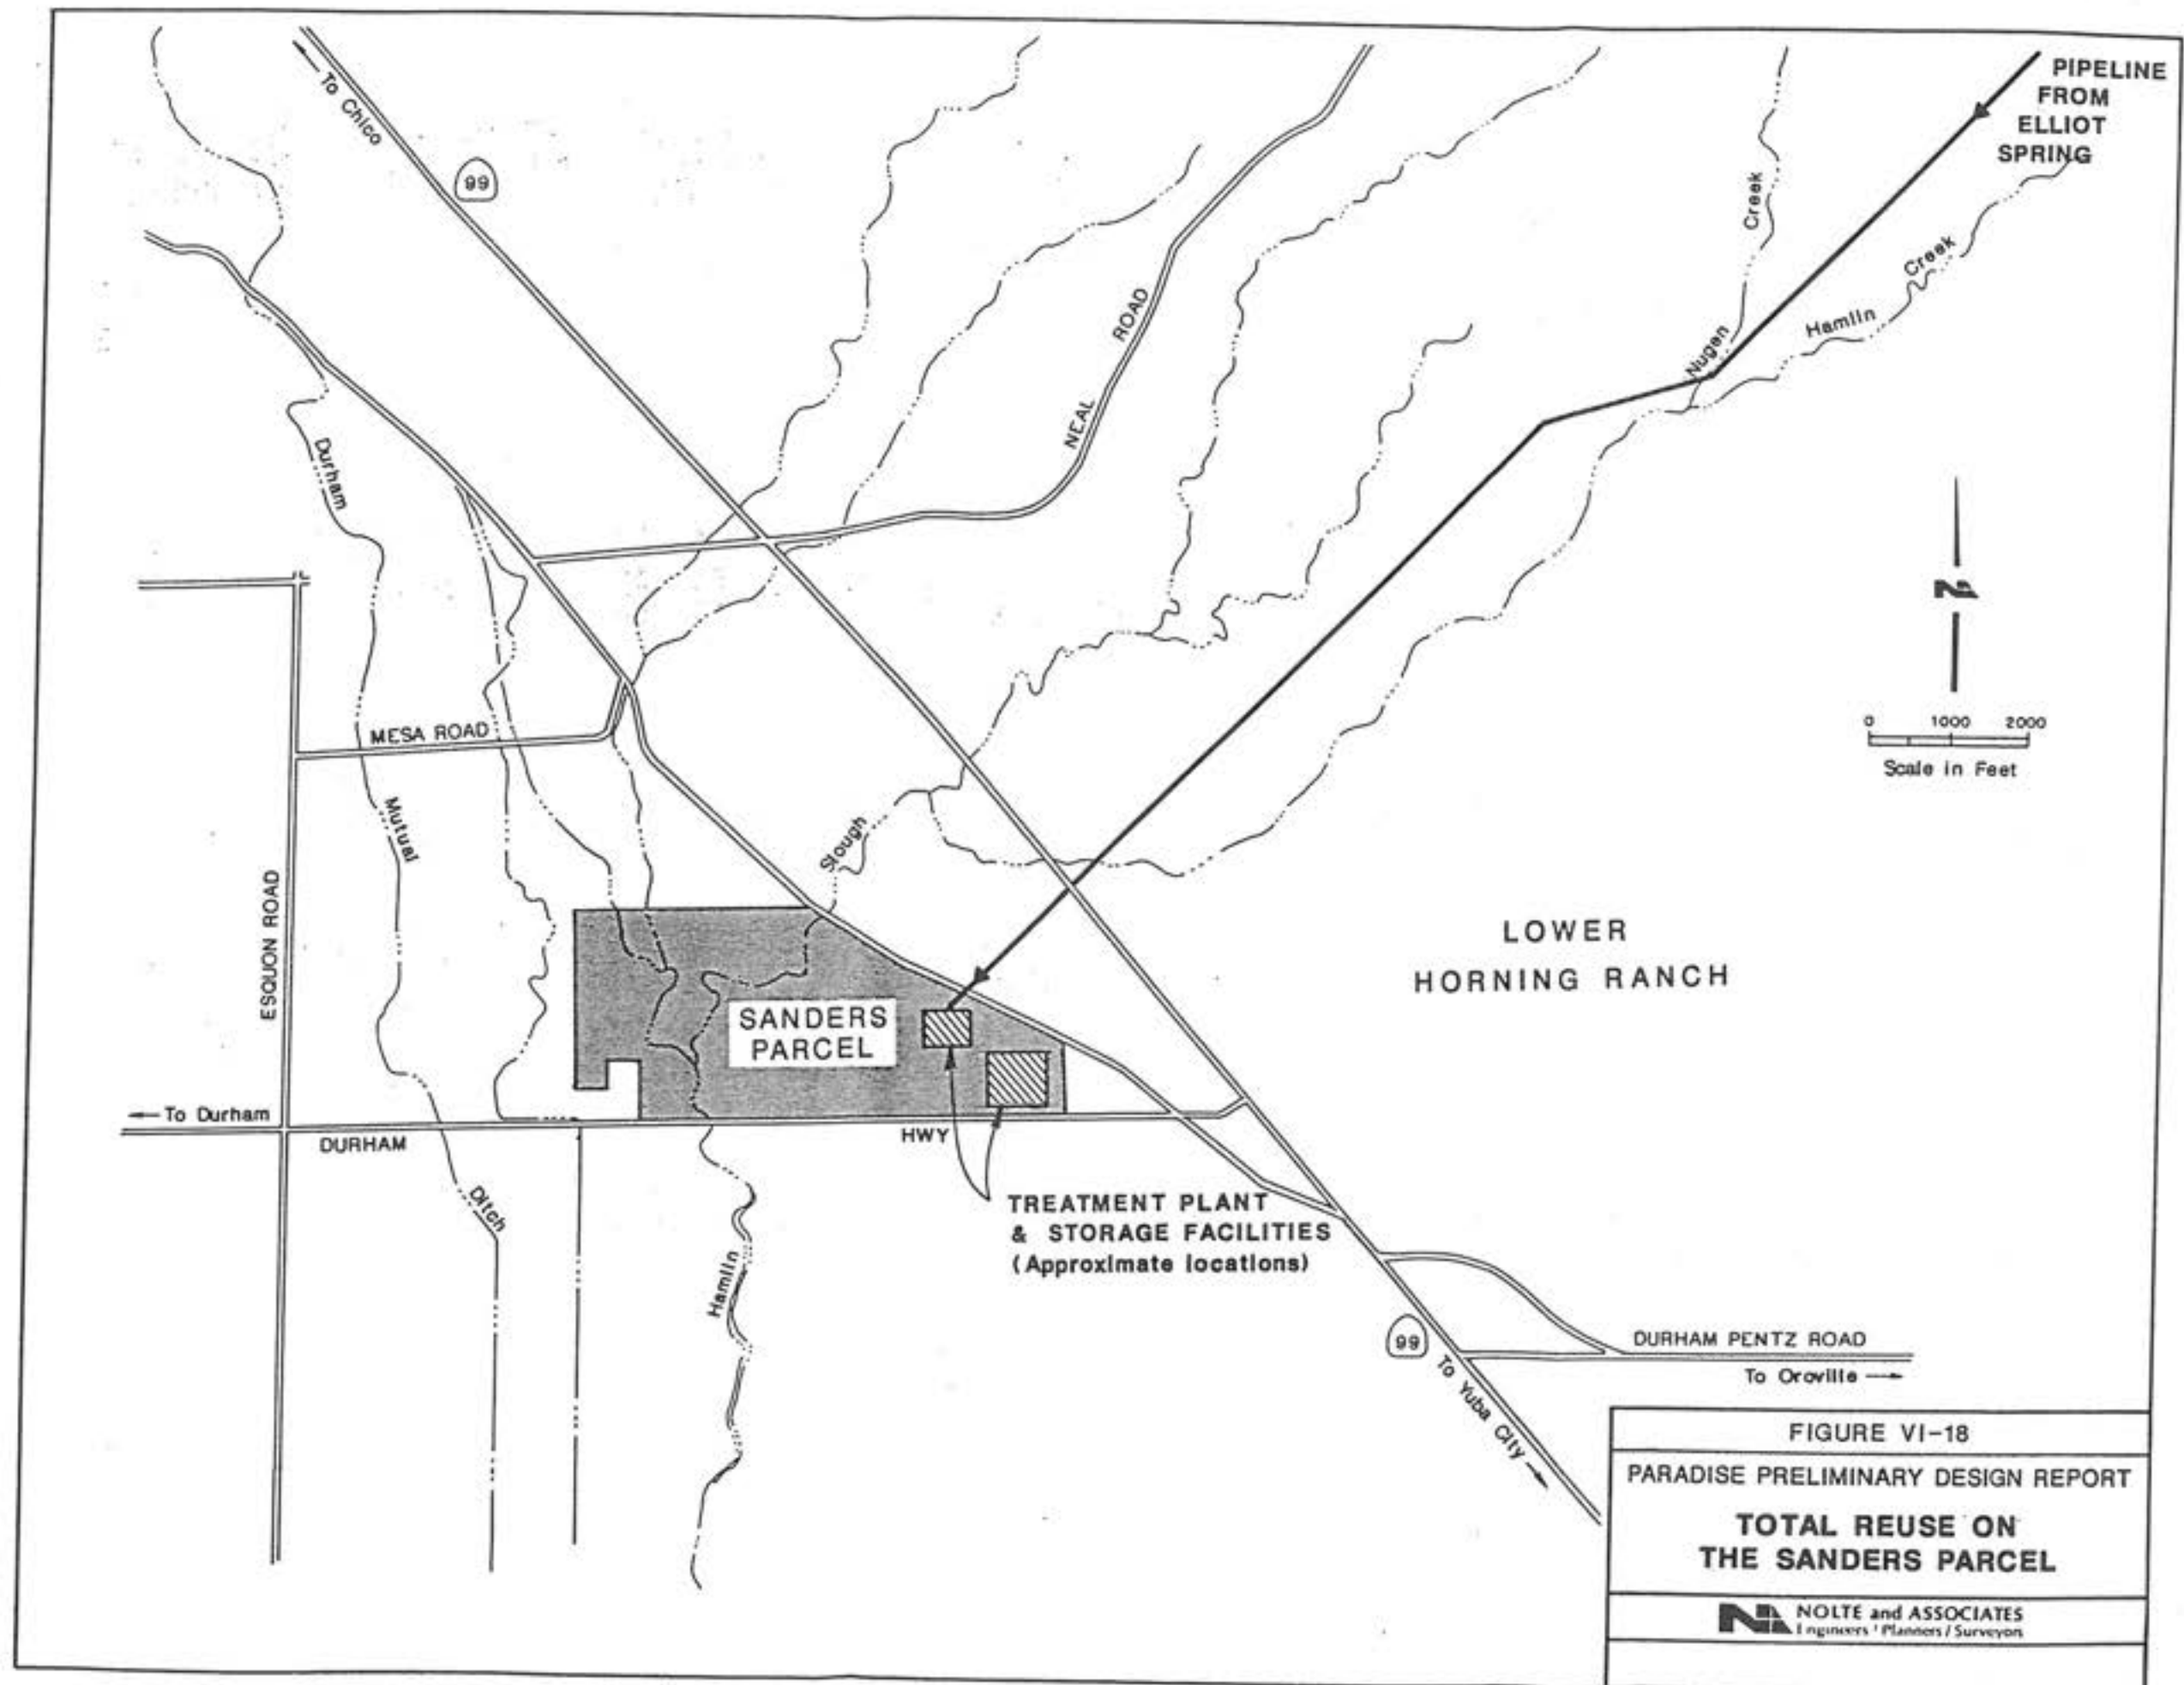 PIPELINE
FROM
ELLIOT
SPRING
To Chico
99
Creek
Creek
Hamlin
Nugen
NEAL
ROAD
Durham
N
0 1000 2000
Scale in Feet
MESA ROAD
Mutual
Slough
ESQUON ROAD
LOWER
HORNING RANCH
SANDERS
PARCEL
To Durham
DURHAM
HWY
Ditch
TREATMENT PLANT
& STORAGE FACILITIES
(Approximate locations)
Hamlin
99
To Yuba City
DURHAM PENTZ ROAD
To Oroville
FIGURE VI-18
PARADISE PRELIMINARY DESIGN REPORT
TOTAL REUSE ON
THE SANDERS PARCEL
NOLTE and ASSOCIATES
Engineers / Planners / Surveyors